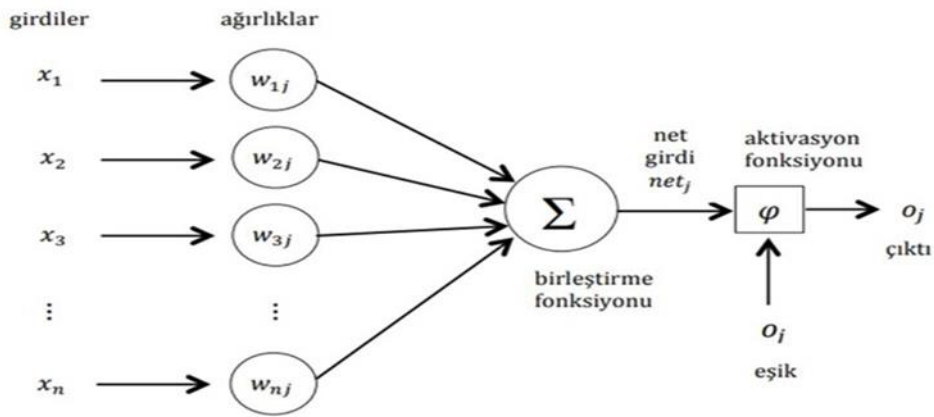 girdiler
ağırlıklar
x₁
w₁ⱼ
x₂
w₂ⱼ
x₃
w₃ⱼ
⋮
⋮
xₙ
wₙⱼ
Σ
birleştirme
fonksiyonu
net
girdi
netⱼ
aktivasyon
fonksiyonu
φ
oⱼ
çıktı
oⱼ
eşik